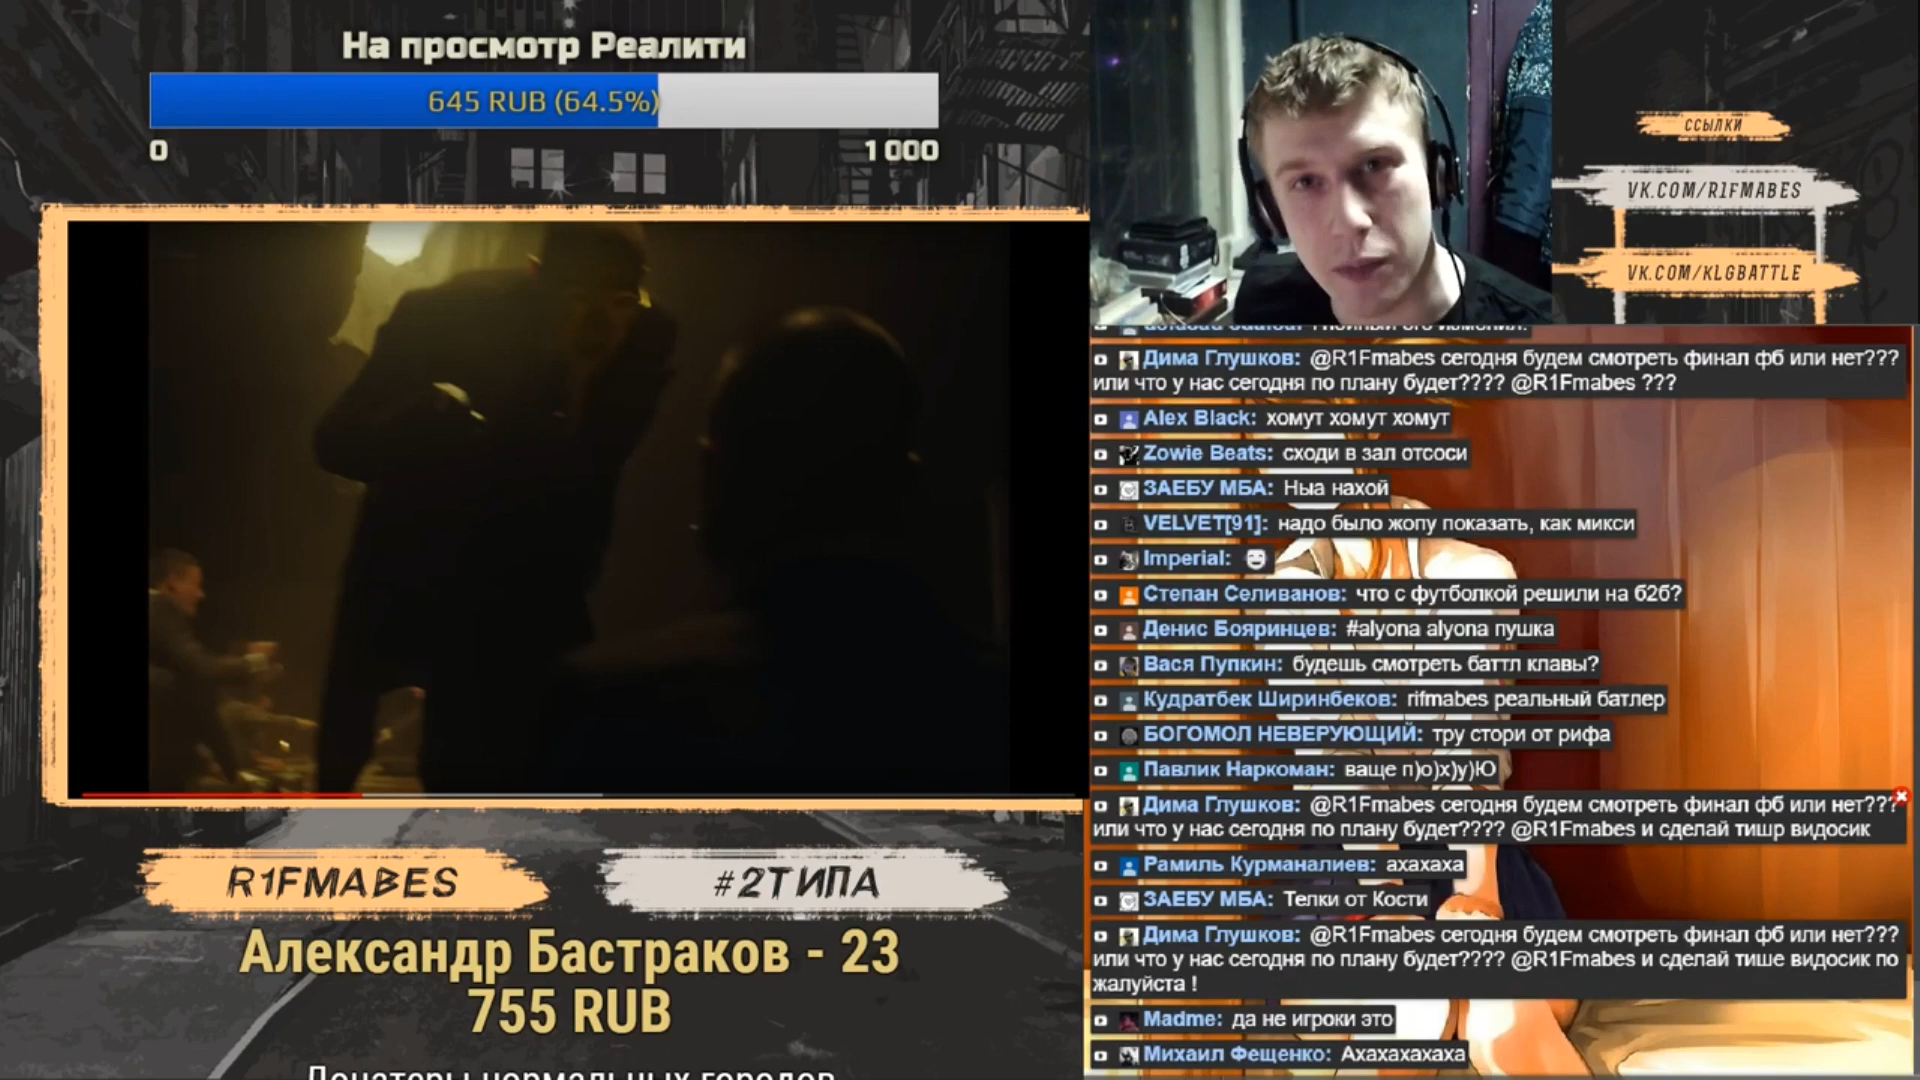 На просмотр Реалити
645 RUB (64.5%)
0
1 000
ССЫЛКИ
VK.COM/R1FMABES
VK.COM/KLGBATTLE
Дима Глушков: @R1Fmabes сегодня будем смотреть финал фб или нет???
или что у нас сегодня по плану будет???? @R1Fmabes ???
Alex Black: хомут хомут хомут
Zowie Beats: сходи в зал отсоси
ЗАЕБУ МБА: Ныа нахой
VELVET[91]: надо было жопу показать, как микси
Imperial:
Степан Селиванов: что с футболкой решили на б2б?
Денис Бояринцев: #alyona alyona пушка
Вася Пупкин: будешь смотреть баттл клавы?
Кудратбек Ширинбеков: rifmabes реальный батлер
БОГОМОЛ НЕВЕРУЮЩИЙ: тру стори от рифа
Павлик Наркоман: ваще п)о)х)у)Ю
Дима Глушков: @R1Fmabes сегодня будем смотреть финал фб или нет???
или что у нас сегодня по плану будет???? @R1Fmabes и сделай тишр видосик
Рамиль Курманалиев: ахахаха
ЗАЕБУ МБА: Телки от Кости
Дима Глушков: @R1Fmabes сегодня будем смотреть финал фб или нет???
или что у нас сегодня по плану будет???? @R1Fmabes и сделай тише видосик по
жалуйста !
Madme: да не игроки это
Михаил Фещенко: Ахахахахаха
R1FMABES
#2ТИПА
Александр Бастраков - 23
755 RUB
Донатеры нормальных городов